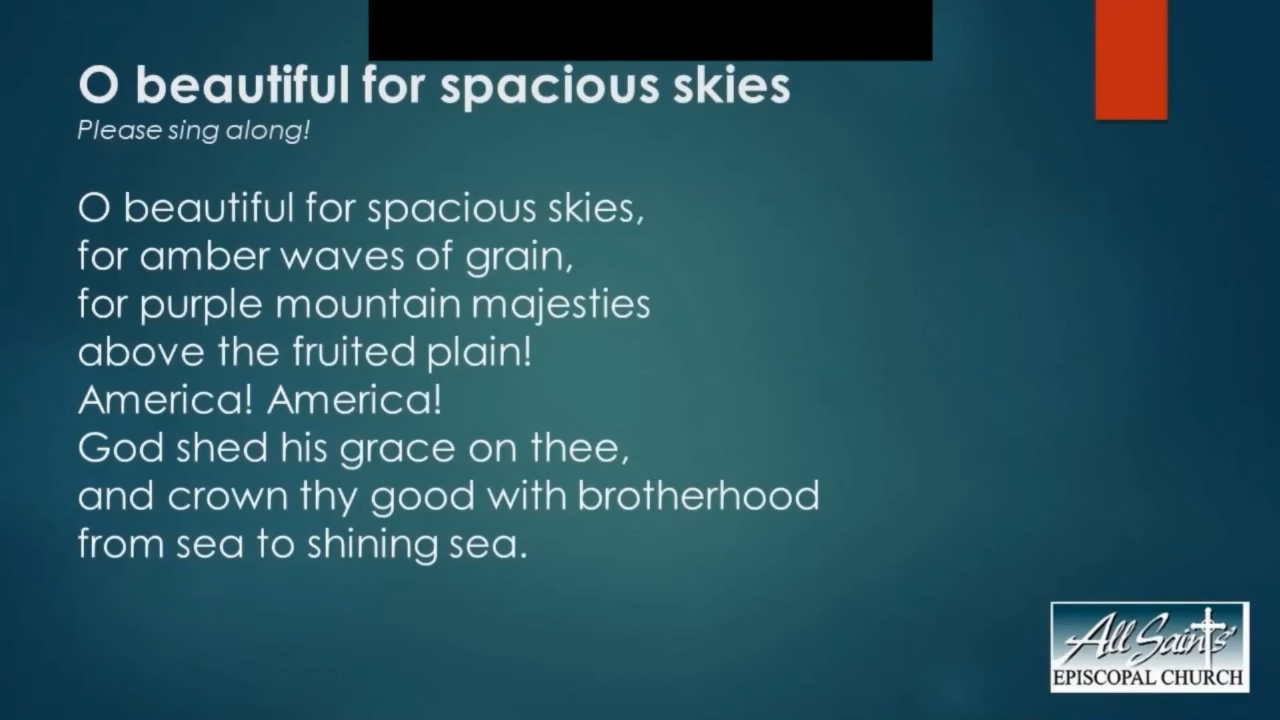 O beautiful for spacious skies
Please sing along!
O beautiful for spacious skies,
for amber waves of grain,
for purple mountain majesties
above the fruited plain!
America! America!
God shed his grace on thee,
and crown thy good with brotherhood
from sea to shining sea.
All Saints'
EPISCOPAL CHURCH